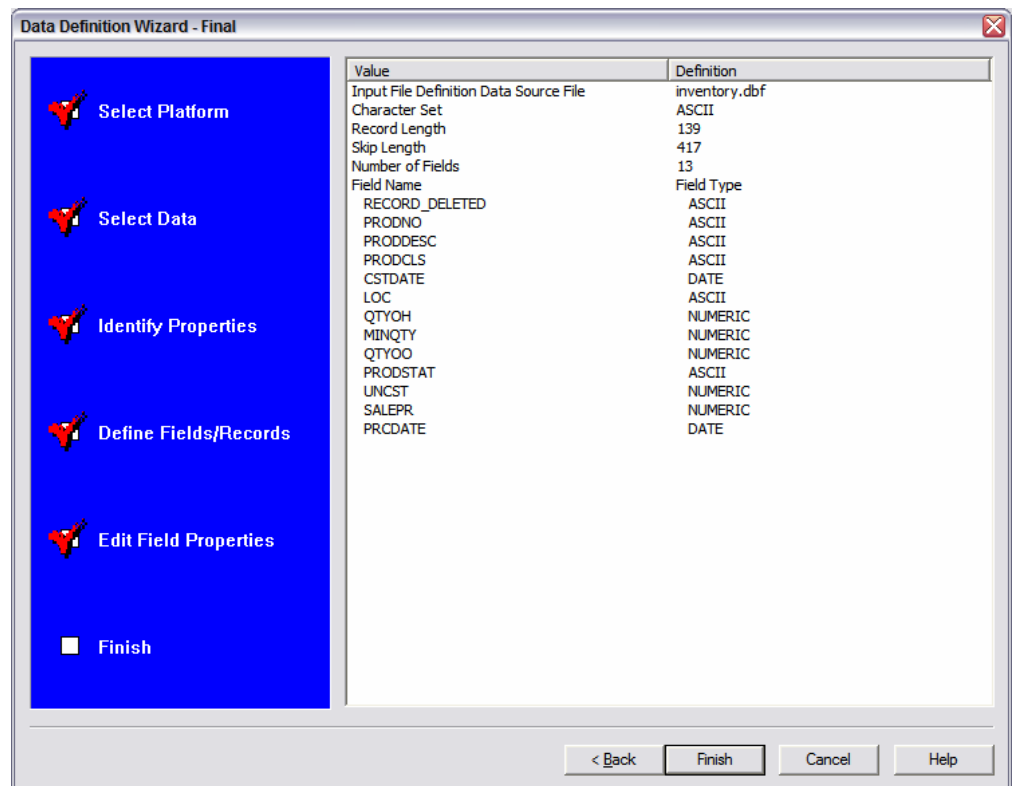 Data Definition Wizard - Final
Select Platform
Select Data
Identify Properties
Define Fields/Records
Edit Field Properties
Finish
Value Definition
Input File Definition Data Source File inventory.dbf
Character Set ASCII
Record Length 139
Skip Length 417
Number of Fields 13
Field Name Field Type
RECORD_DELETED ASCII
PRODNO ASCII
PRODDESC ASCII
PRODCLS ASCII
CSTDATE DATE
LOC ASCII
QTYOH NUMERIC
MINQTY NUMERIC
QTYOO NUMERIC
PRODSTAT ASCII
UNCST NUMERIC
SALEPR NUMERIC
PRCDATE DATE
< Back Finish Cancel Help